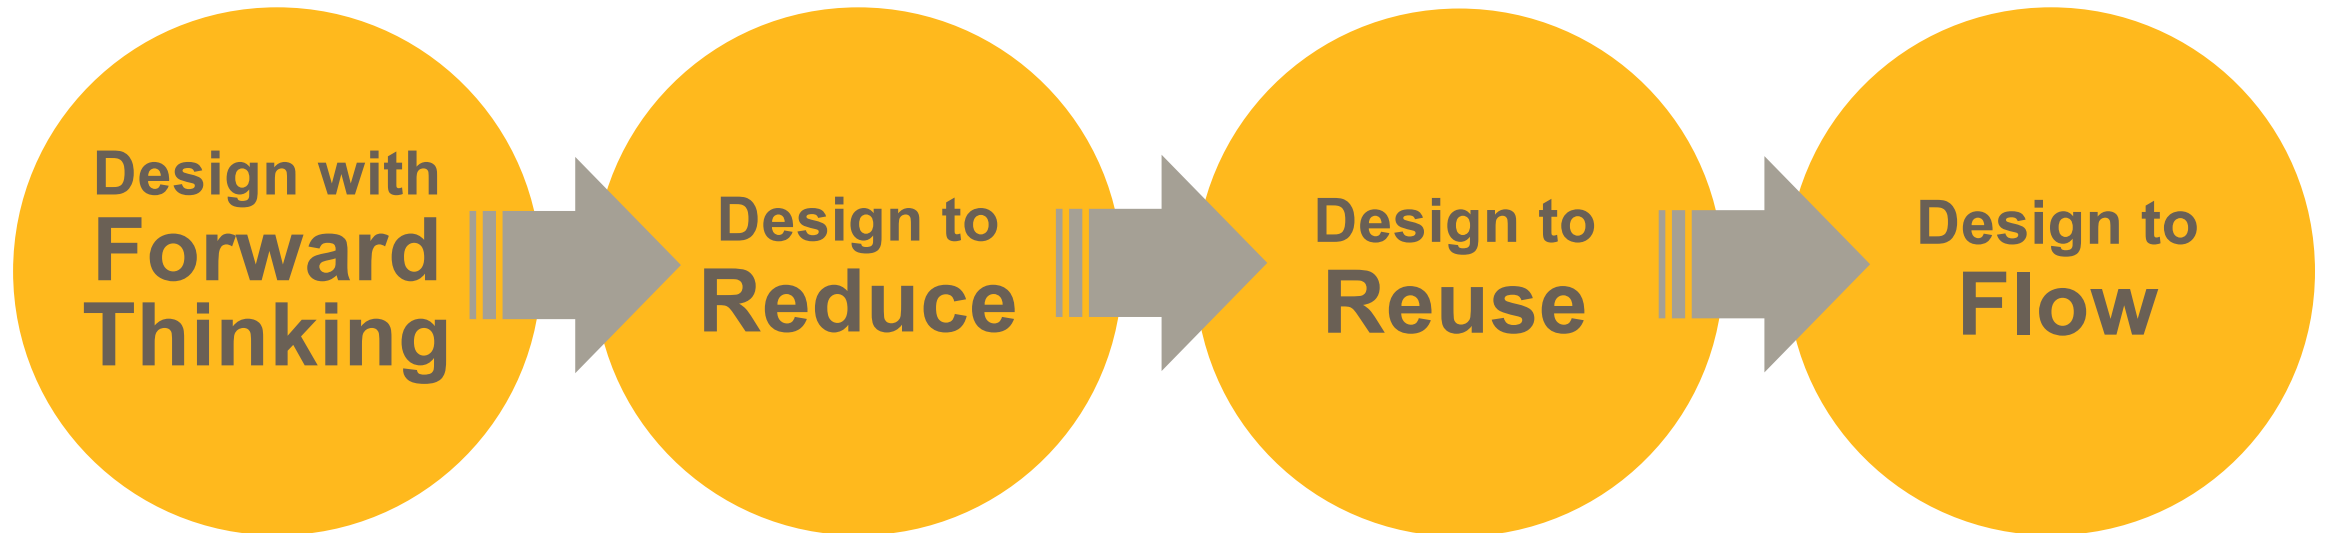 Design with
Forward
Thinking
Design to
Reduce
Design to
Reuse
Design to
Flow